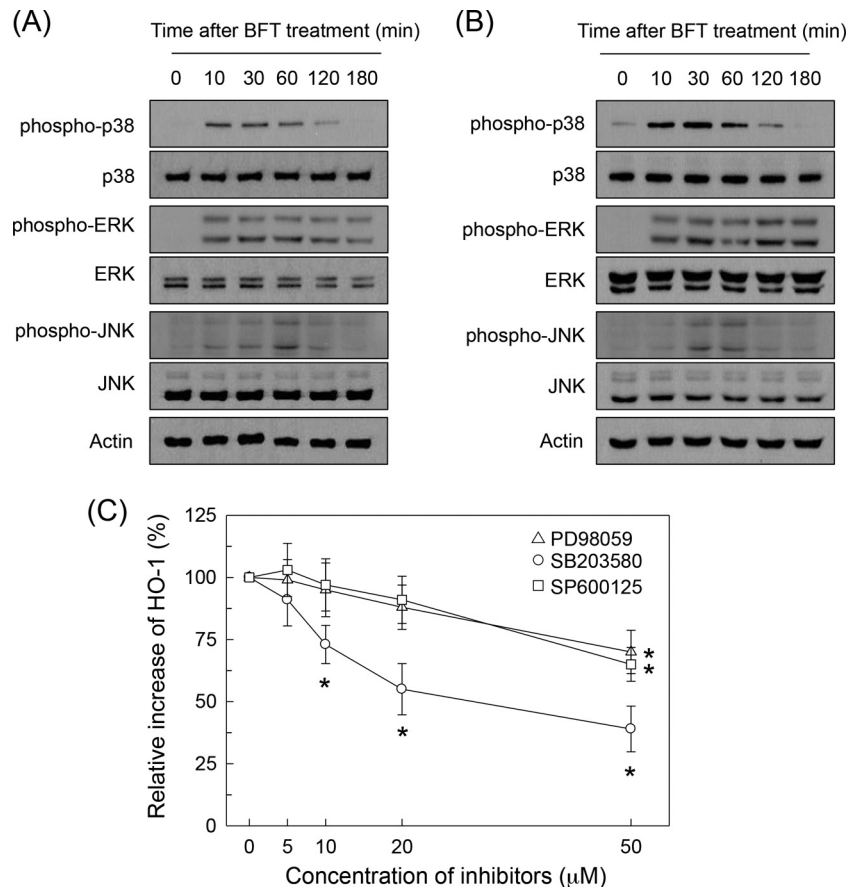 (A)
Time after BFT treatment (min)
0 10 30 60 120 180
phospho-p38
p38
phospho-ERK
ERK
phospho-JNK
JNK
Actin
(B)
Time after BFT treatment (min)
0 10 30 60 120 180
phospho-p38
p38
phospho-ERK
ERK
phospho-JNK
JNK
Actin
(C)
Relative increase of HO-1 (%)
125
100
75
50
25
0
PD98059
SB203580
SP600125
*
*
*
*
*
0 5 10 20 50
Concentration of inhibitors (μM)